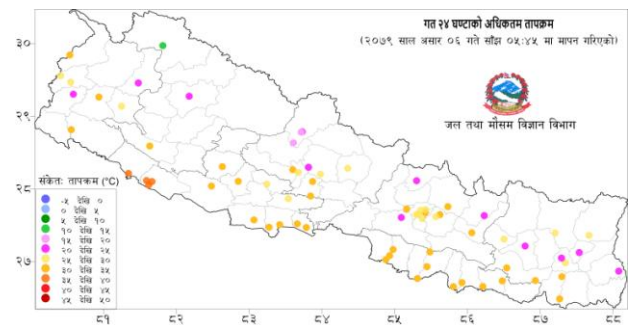 गत २४ घण्टाको अधिकतम तापक्रम
(२०७९ साल असार ०६ गते साँझ ०५:४५ मा मापन गरिएको)
जल तथा मौसम विज्ञान विभाग
३०
२९
२८
२७
संकेतः तापक्रम (°C)
-५ देखि ०
० देखि ५
५ देखि १०
१० देखि १५
१५ देखि २०
२० देखि २५
२५ देखि ३०
३० देखि ३५
३५ देखि ४०
४० देखि ४५
४५ देखि ५०
८१ ८२ ८३ ८४ ८५ ८६ ८७ ८८